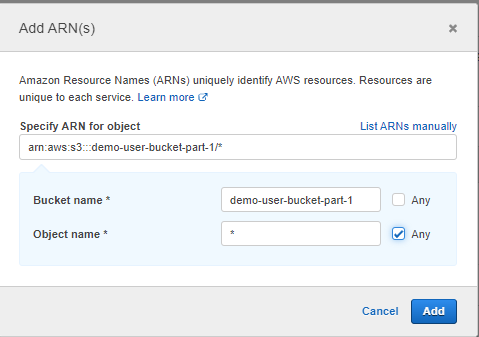 Add ARN(s)
Amazon Resource Names (ARNs) uniquely identify AWS resources. Resources are
unique to each service. Learn more
Specify ARN for object List ARNs manually
arn:aws:s3:::demo-user-bucket-part-1/*
Bucket name * demo-user-bucket-part-1 Any
Object name * * Any
Cancel Add